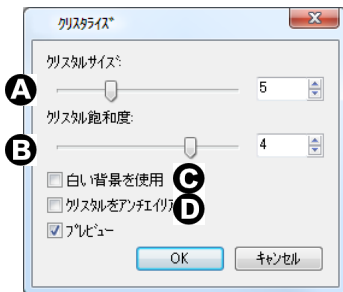 クリスタライズ
A
クリスタルサイズ:
5
B
クリスタル飽和度:
4
白い背景を使用 C
クリスタルをアンチエイリア D
プレビュー
OK キャンセル